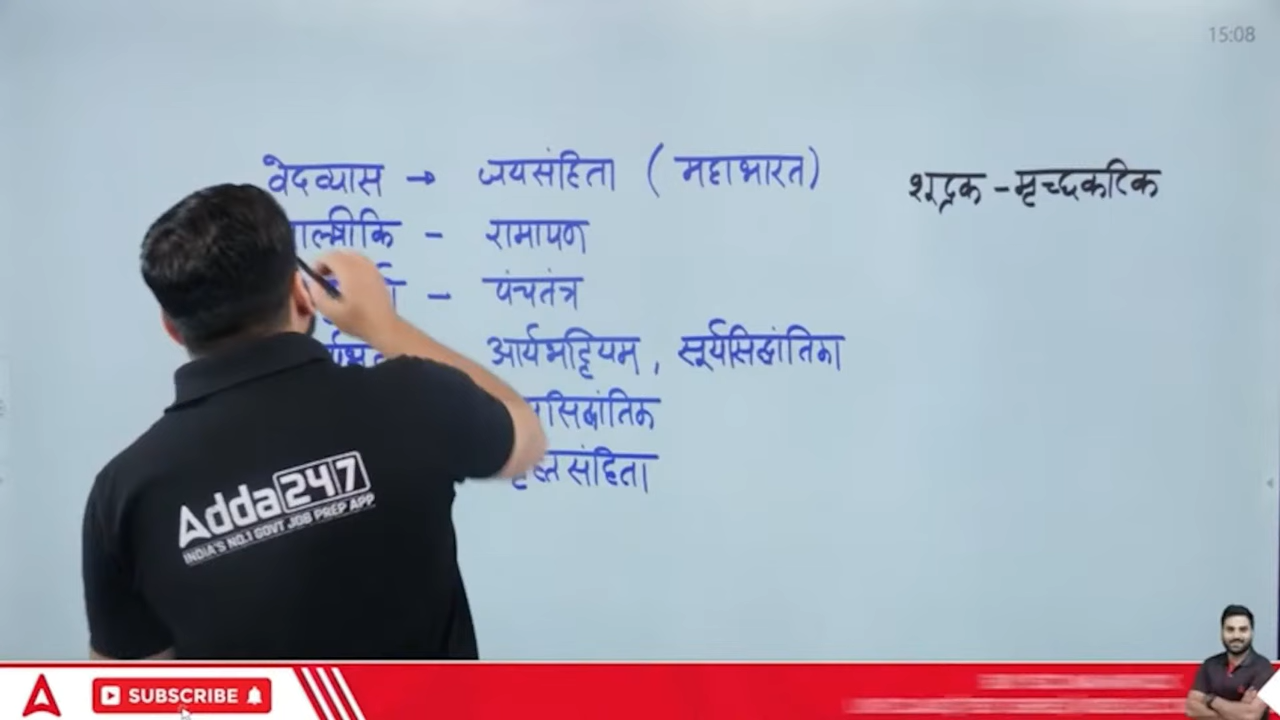 15:08
वेदव्यास → जयसंहिता ( महाभारत)
शूद्रक - मृच्छकटिक
ाल्मीकि - रामायण
- पंचतंत्र
आर्यभट्टियम , सूर्यसिद्धांतिका
सिद्धांतिक
संहिता
Adda247
INDIA'S NO.1 GOVT JOB PREP APP
SUBSCRIBE